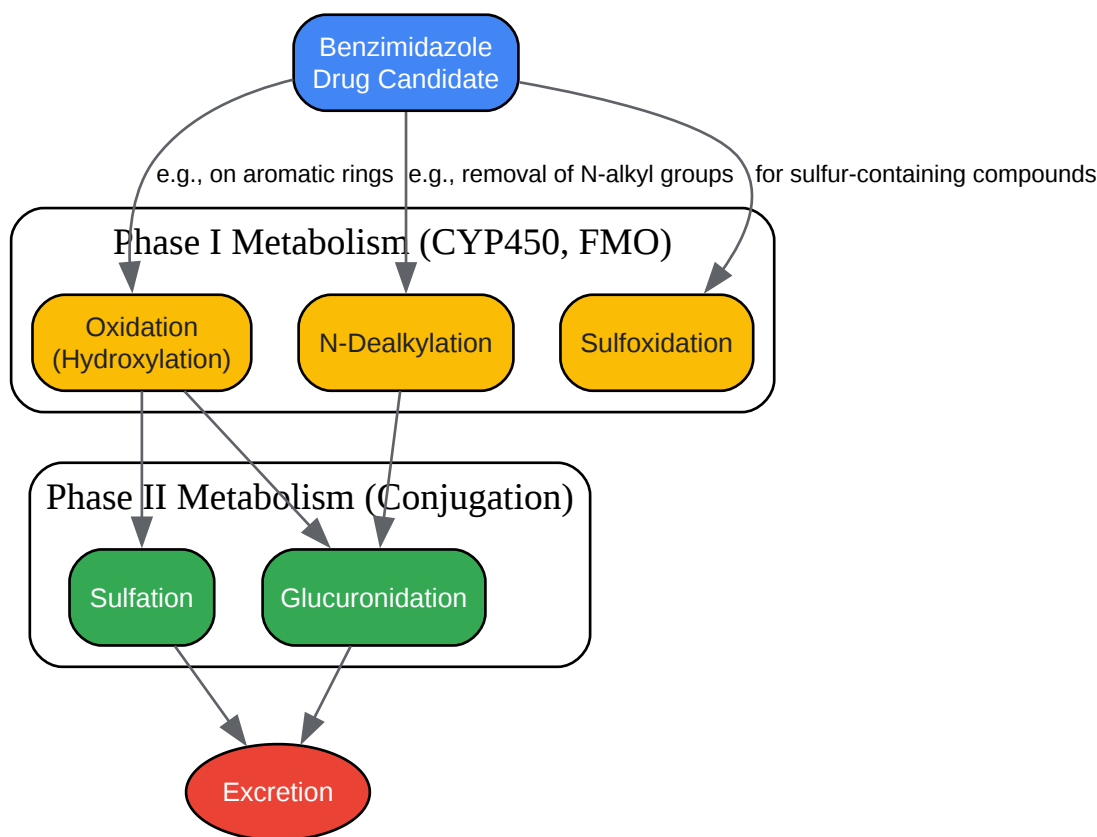 Benzimidazole
Drug Candidate
e.g., on aromatic rings
e.g., removal of N-alkyl groups
for sulfur-containing compounds
Phase I Metabolism (CYP450, FMO)
Oxidation
(Hydroxylation)
N-Dealkylation
Sulfoxidation
Phase II Metabolism (Conjugation)
Sulfation
Glucuronidation
Excretion